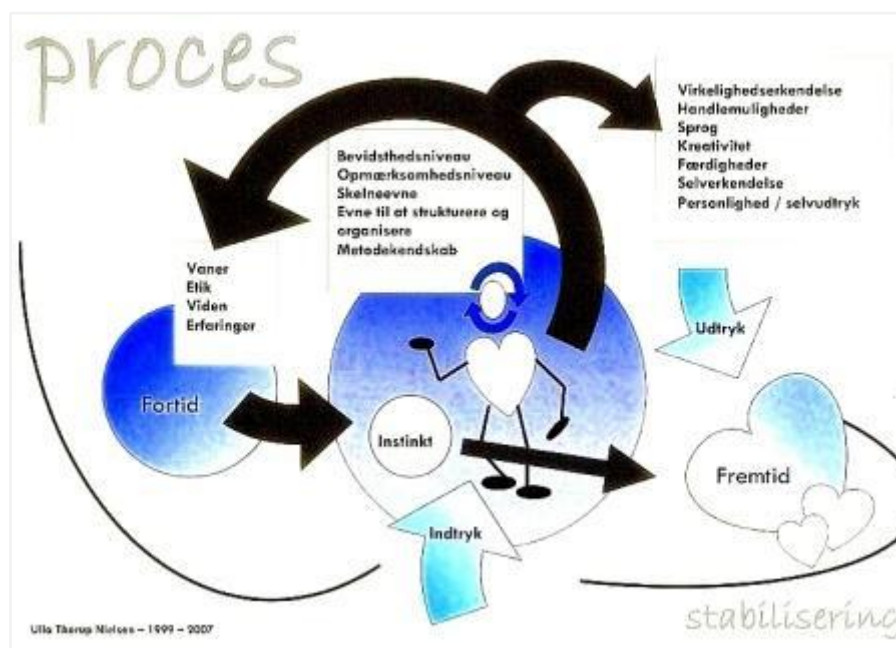 proces
Virkelighedserkendelse
Handlemuligheder
Sprog
Kreativitet
Færdigheder
Selverkendelse
Personlighed / selvudtryk
Bevidsthedsniveau
Opmærksomhedsniveau
Skelneevne
Evne til at strukturere og
organisere
Metodekendskab
Vaner
Etik
Viden
Erfaringer
Udtryk
Fortid
Instinkt
Fremtid
Indtryk
stabilisering
Ulla Thorup Nielsen – 1999 – 2007